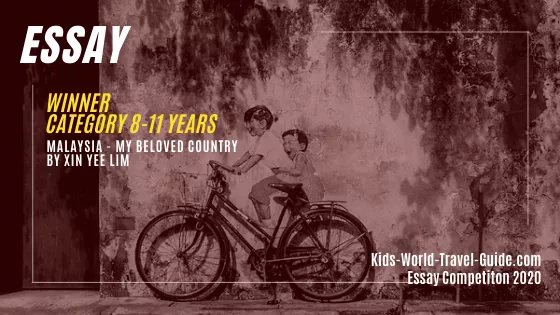 ESSAY
WINNER
CATEGORY 8-11 YEARS
MALAYSIA - MY BELOVED COUNTRY
BY XIN YEE LIM
Kids-World-Travel-Guide.com
Essay Competiton 2020